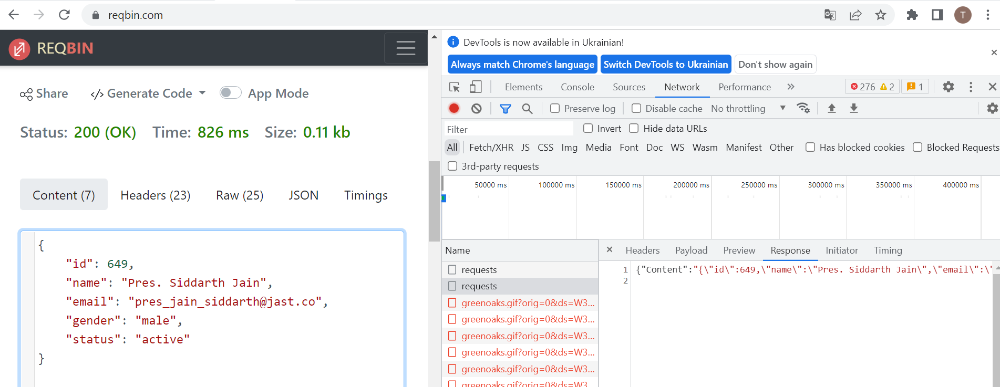 reqbin.com
T
REQBIN
Share
</> Generate Code
App Mode
Status: 200 (OK) Time: 826 ms Size: 0.11 kb
Content (7) Headers (23) Raw (25) JSON Timings
{
"id": 649,
"name": "Pres. Siddarth Jain",
"email": "pres_jain_siddarth@jast.co",
"gender": "male",
"status": "active"
}
DevTools is now available in Ukrainian!
Always match Chrome's language
Switch DevTools to Ukrainian
Don't show again
Elements Console Sources Network Performance » 276 2 1
Preserve log Disable cache No throttling
Filter Invert Hide data URLs
All Fetch/XHR JS CSS Img Media Font Doc WS Wasm Manifest Other Has blocked cookies Blocked Requests
3rd-party requests
50000 ms 100000 ms 150000 ms 200000 ms 250000 ms 300000 ms 350000 ms 400000 ms
Name
requests
requests
greenoaks.gif?orig=0&ds=W3...
greenoaks.gif?orig=0&ds=W3...
greenoaks.gif?orig=0&ds=W3...
greenoaks.gif?orig=0&ds=W3...
greenoaks.gif?orig=0&ds=W3...
greenoaks.gif?orig=0&ds=W3...
Headers Payload Preview Response Initiator Timing
1 {"Content":"{\"id\":649,\"name\":\"Pres. Siddarth Jain\",\"email\":\"
2